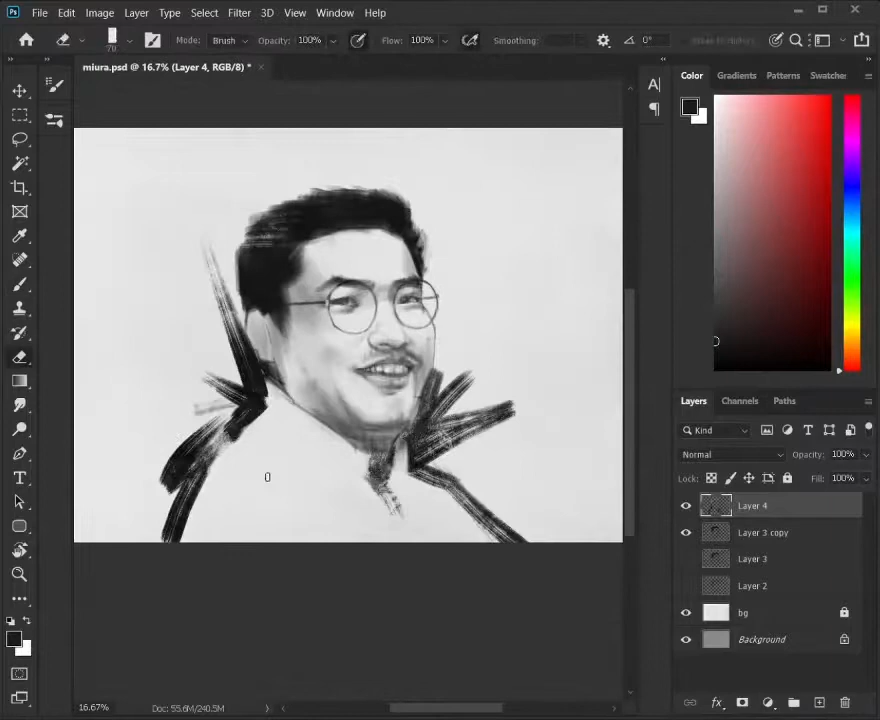 Ps File Edit Image Layer Type Select Filter 3D View Window Help
70 Mode: Brush Opacity: 100% Flow: 100% Smoothing: 0°
miura.psd @ 16.7% (Layer 4, RGB/8) *
Color Gradients Patterns Swatches
Layers Channels Paths
Kind
Normal Opacity: 100%
Lock: Fill: 100%
Layer 4
Layer 3 copy
Layer 3
Layer 2
bg
Background
16.67% Doc: 55.6M/240.5M